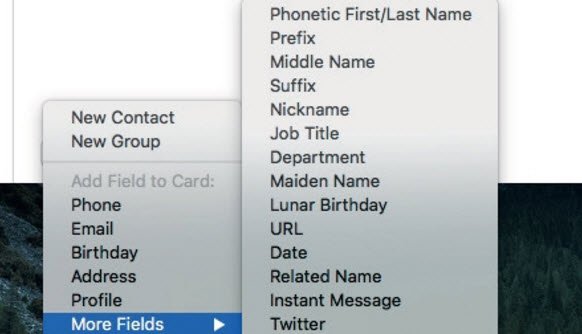 New Contact
New Group
Add Field to Card:
Phone
Email
Birthday
Address
Profile
More Fields
Phonetic First/Last Name
Prefix
Middle Name
Suffix
Nickname
Job Title
Department
Maiden Name
Lunar Birthday
URL
Date
Related Name
Instant Message
Twitter